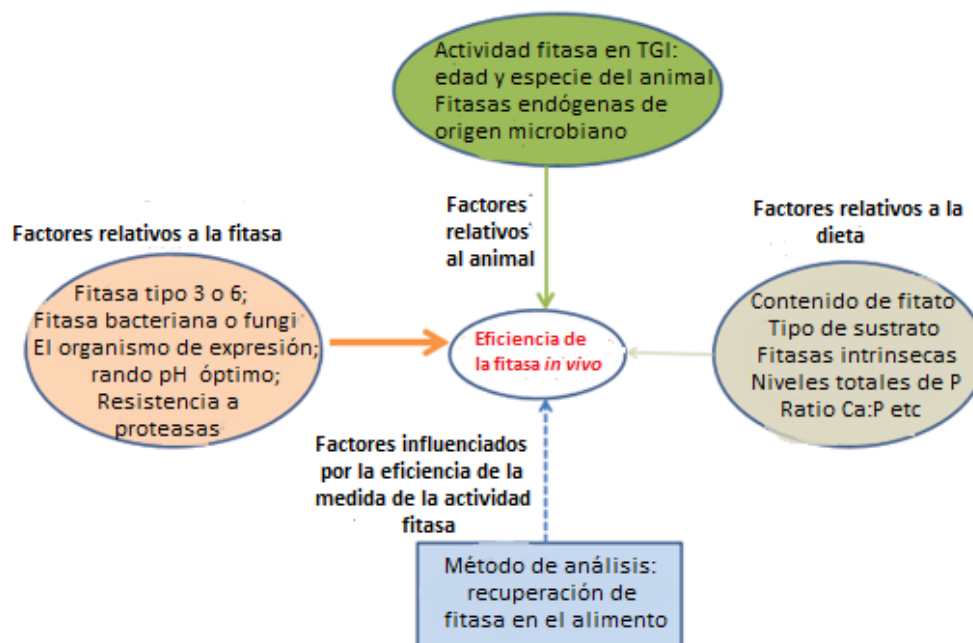 Actividad fitasa en TGI:
edad y especie del animal
Fitasas endógenas de
origen microbiano
Factores
relativos
al animal
Factores relativos a la fitasa
Fitasa tipo 3 o 6;
Fitasa bacteriana o fungi
El organismo de expresión;
rando pH óptimo;
Resistencia a
proteasas
Eficiencia de
la fitasa in vivo
Factores relativos a la
dieta
Contenido de fitato
Tipo de sustrato
Fitasas intrinsecas
Niveles totales de P
Ratio Ca:P etc
Factores influenciados
por la eficiencia de la
medida de la actividad
fitasa
Método de análisis:
recuperación de
fitasa en el alimento